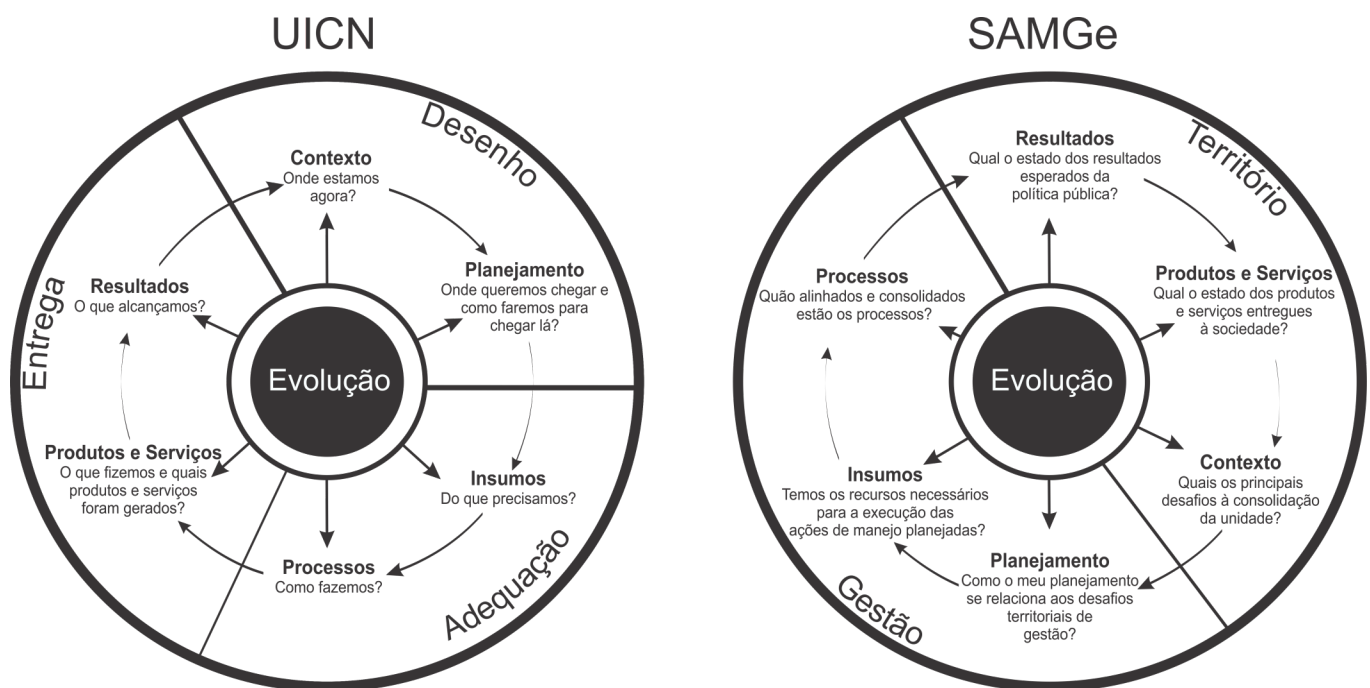 UICN
Desenho
Contexto
Onde estamos
agora?
Planejamento
Onde queremos chegar e
como faremos para
chegar lá?
Entrega
Resultados
O que alcançamos?
Evolução
Produtos e Serviços
O que fizemos e quais
produtos e serviços
foram gerados?
Insumos
Do que precisamos?
Processos
Como fazemos?
Adequação
SAMGe
Território
Resultados
Qual o estado dos resultados
esperados da
política pública?
Produtos e Serviços
Qual o estado dos produtos
e serviços entregues
à sociedade?
Processos
Quão alinhados e consolidados
estão os processos?
Evolução
Contexto
Quais os principais
desafios à consolidação
da unidade?
Insumos
Temos os recursos necessários
para a execução das
ações de manejo planejadas?
Planejamento
Como o meu planejamento
se relaciona aos desafios
territoriais de
gestão?
Gestão